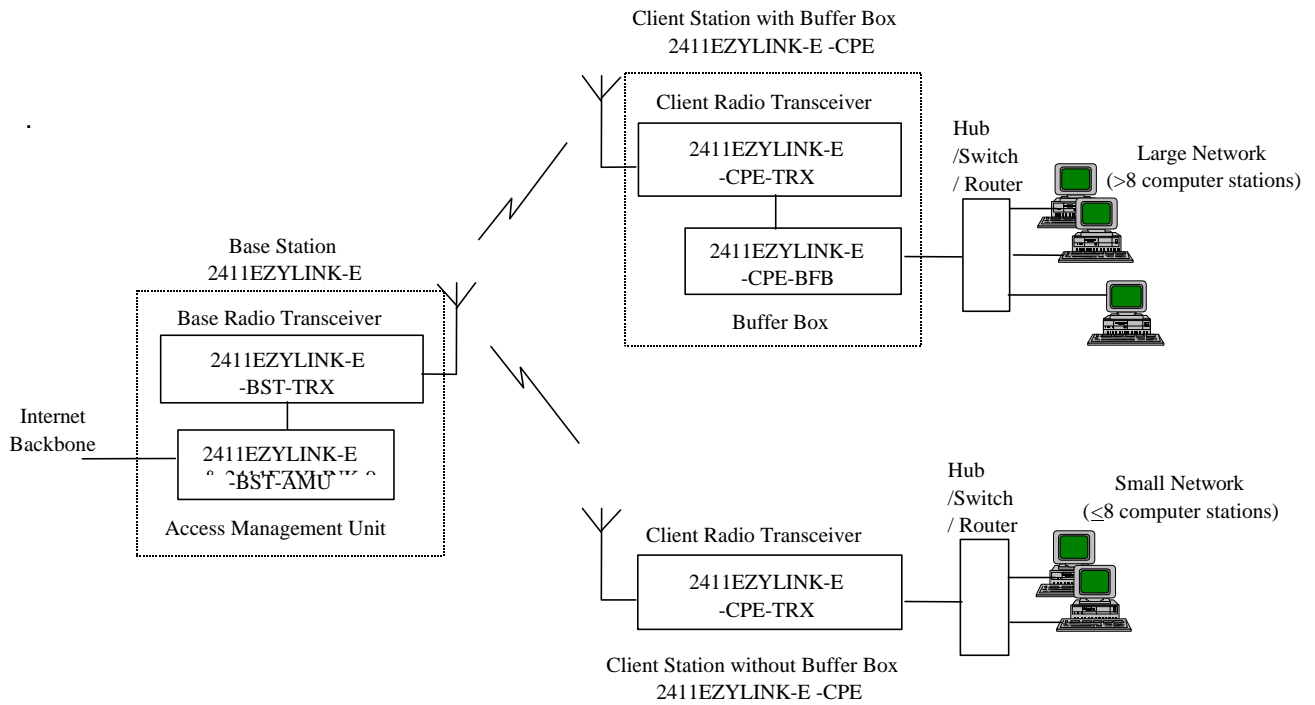 Client Station with Buffer Box
2411EZYLINK-E -CPE
Client Radio Transceiver
2411EZYLINK-E
-CPE-TRX
2411EZYLINK-E
-CPE-BFB
Buffer Box
Hub
/Switch
/ Router
Large Network
(>8 computer stations)
Base Station
2411EZYLINK-E
Base Radio Transceiver
2411EZYLINK-E
-BST-TRX
Internet
Backbone
2411EZYLINK-E
-BST-AMU
Access Management Unit
Client Radio Transceiver
2411EZYLINK-E
-CPE-TRX
Client Station without Buffer Box
2411EZYLINK-E -CPE
Hub
/Switch
/ Router
Small Network
(≤8 computer stations)